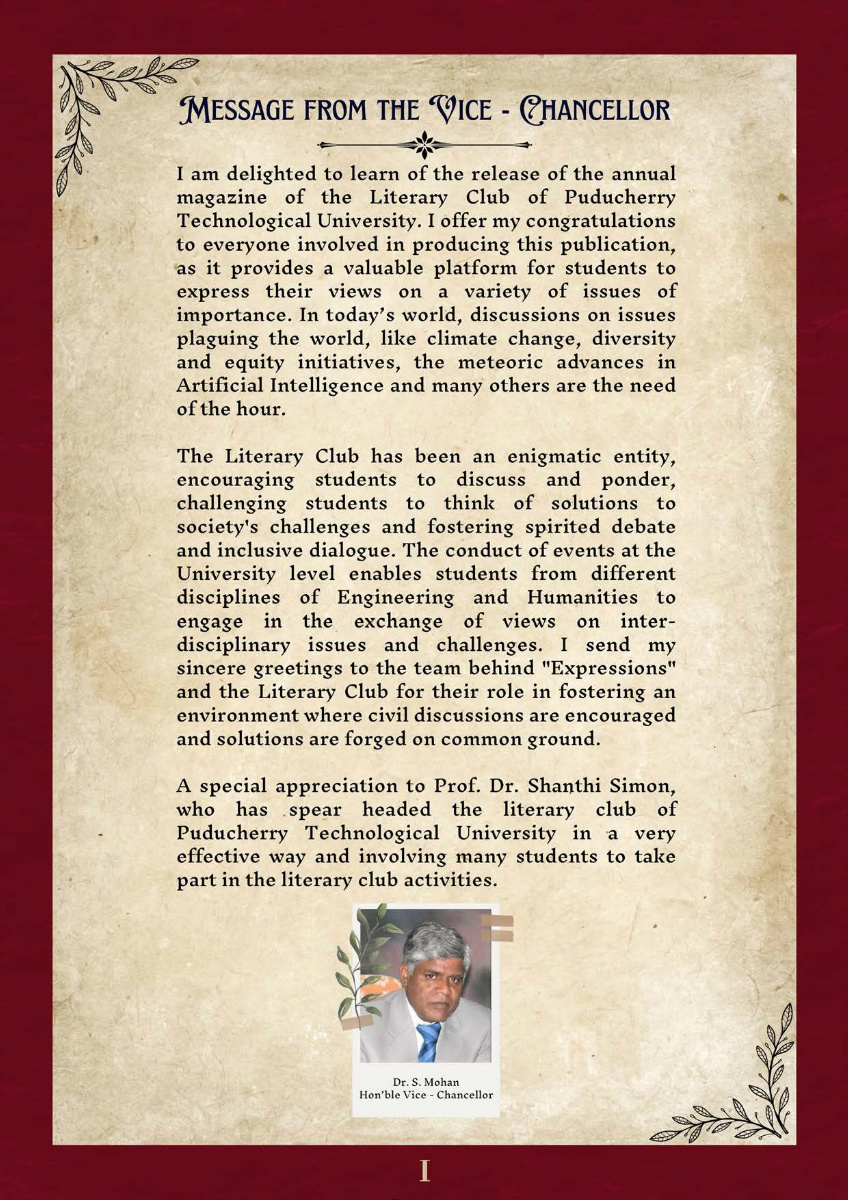 Message from the Vice - Chancellor
I am delighted to learn of the release of the annual
magazine of the Literary Club of Puducherry
Technological University. I offer my congratulations
to everyone involved in producing this publication,
as it provides a valuable platform for students to
express their views on a variety of issues of
importance. In today’s world, discussions on issues
plaguing the world, like climate change, diversity
and equity initiatives, the meteoric advances in
Artificial Intelligence and many others are the need
of the hour.
The Literary Club has been an enigmatic entity,
encouraging students to discuss and ponder,
challenging students to think of solutions to
society's challenges and fostering spirited debate
and inclusive dialogue. The conduct of events at the
University level enables students from different
disciplines of Engineering and Humanities to
engage in the exchange of views on inter-
disciplinary issues and challenges. I send my
sincere greetings to the team behind "Expressions"
and the Literary Club for their role in fostering an
environment where civil discussions are encouraged
and solutions are forged on common ground.
A special appreciation to Prof. Dr. Shanthi Simon,
who has spear headed the literary club of
Puducherry Technological University in a very
effective way and involving many students to take
part in the literary club activities.
Dr. S. Mohan
Hon’ble Vice - Chancellor
I